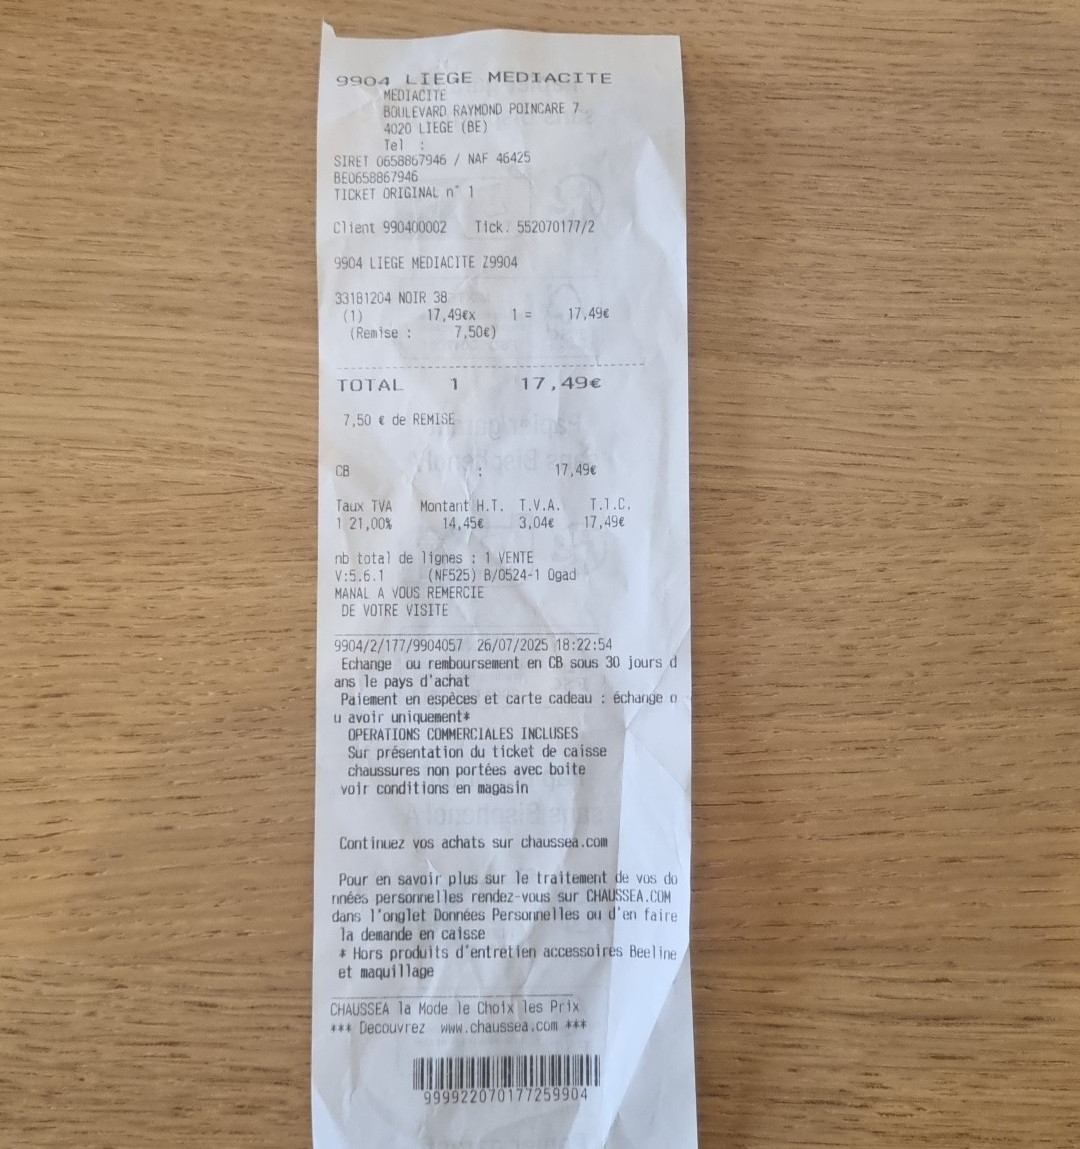 9904 LIEGE MEDIACITE
MEDIACITE
BOULEVARD RAYMOND POINCARE 7
4020 LIEGE (BE)
Tel :
SIRET 0658867946 / NAF 46425
BE0658867946
TICKET ORIGINAL n° 1
Client 990400002 Tick. 552070177/2
9904 LIEGE MEDIACITE Z9904
33181204 NOIR 38
(1) 17,49€x 1 = 17,49€
(Remise : 7,50€)
TOTAL 1 17,49€
7,50 € de REMISE
CB : 17,49€
Taux TVA Montant H.T. T.V.A. T.T.C.
1 21,00% 14,45€ 3,04€ 17,49€
nb total de lignes : 1 VENTE
V:5.6.1 (NF525) B/0524-1 Ogad
MANAL A VOUS REMERCIE
DE VOTRE VISITE
9904/2/177/9904057 26/07/2025 18:22:54
Echange ou remboursement en CB sous 30 jours d
ans le pays d'achat
Paiement en espèces et carte cadeau : échange o
u avoir uniquement*
OPERATIONS COMMERCIALES INCLUSES
Sur présentation du ticket de caisse
chaussures non portées avec boite
voir conditions en magasin
Continuez vos achats sur chaussea.com
Pour en savoir plus sur le traitement de vos do
nnées personnelles rendez-vous sur CHAUSSEA.COM
dans l'onglet Données Personnelles ou d'en faire
la demande en caisse
* Hors produits d'entretien accessoires Beeline
et maquillage
CHAUSSEA la Mode le Choix les Prix
*** Decouvrez www.chaussea.com ***
999922070177259904